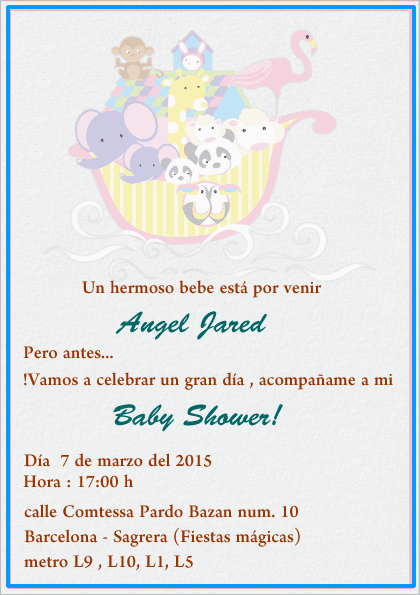 Un hermoso bebe está por venir
Angel Jared
Pero antes...
!Vamos a celebrar un gran día , acompañame a mi
Baby Shower!
Día 7 de marzo del 2015
Hora : 17:00 h
calle Comtessa Pardo Bazan num. 10
Barcelona - Sagrera (Fiestas mágicas)
metro L9 , L10, L1, L5